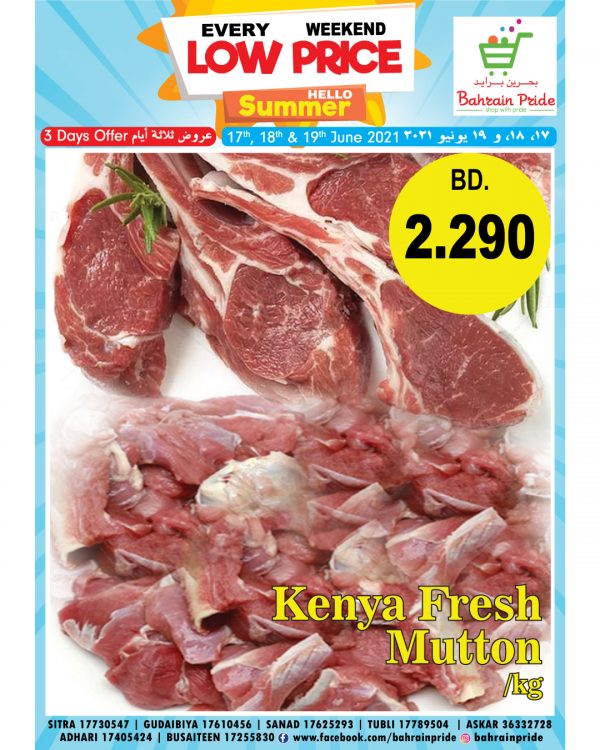 EVERY WEEKEND
LOW PRICE
HELLO
Summer
بحرين برايد
Bahrain Pride
shop with pride
3 Days Offer عروض ثلاثة أيام
17th, 18th & 19th June 2021 ١٧، ١٨، و ١٩ يونيو ٢٠٢١
BD.
2.290
Kenya Fresh
Mutton
/kg
SITRA 17730547 | GUDAIBIYA 17610456 | SANAD 17625293 | TUBLI 17789504 | ASKAR 36332728
ADHARI 17405424 | BUSAITEEN 17255830 www.facebook.com/bahrainpride bahrainpride